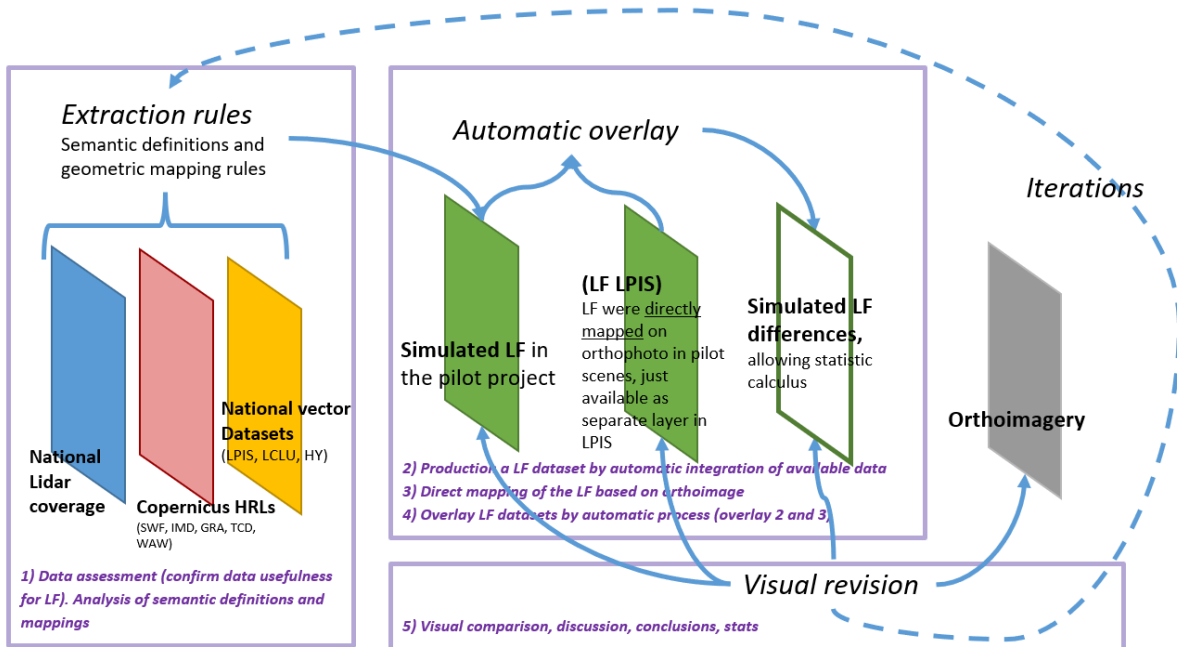 Extraction rules
Semantic definitions and
geometric mapping rules
National Lidar
coverage
Copernicus HRLs
(SWF, IMD, GRA, TCD,
WAW)
National vector
Datasets
(LPIS, LCLU, HY)
1) Data assessment (confirm data usefulness
for LF). Analysis of semantic definitions and
mappings
Automatic overlay
Simulated LF in
the pilot project
(LF LPIS)
LF were directly
mapped on
orthophoto in pilot
scenes, just
available as
separate layer in
LPIS
Simulated LF
differences,
allowing statistic
calculus
2) Production a LF dataset by automatic integration of available data
3) Direct mapping of the LF based on orthoimage
4) Overlay LF datasets by automatic process (overlay 2 and 3)
Iterations
Orthoimagery
Visual revision
5) Visual comparison, discussion, conclusions, stats